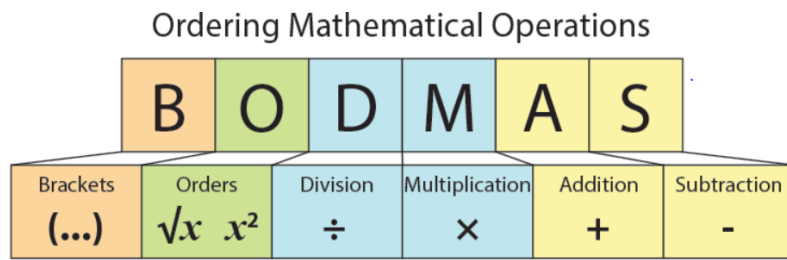 Ordering Mathematical Operations
B O D M A S
Brackets Orders Division Multiplication Addition Subtraction
(...) √x x² ÷ × + -